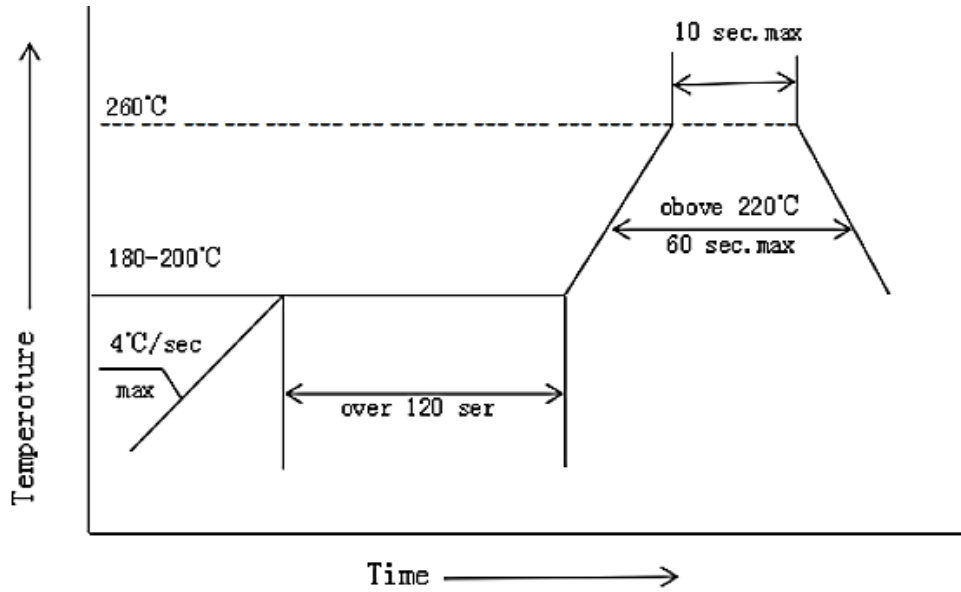 10 sec.max
260℃
obove 220℃
60 sec.max
180-200℃
4℃/sec
max
over 120 ser
Temperoture
Time